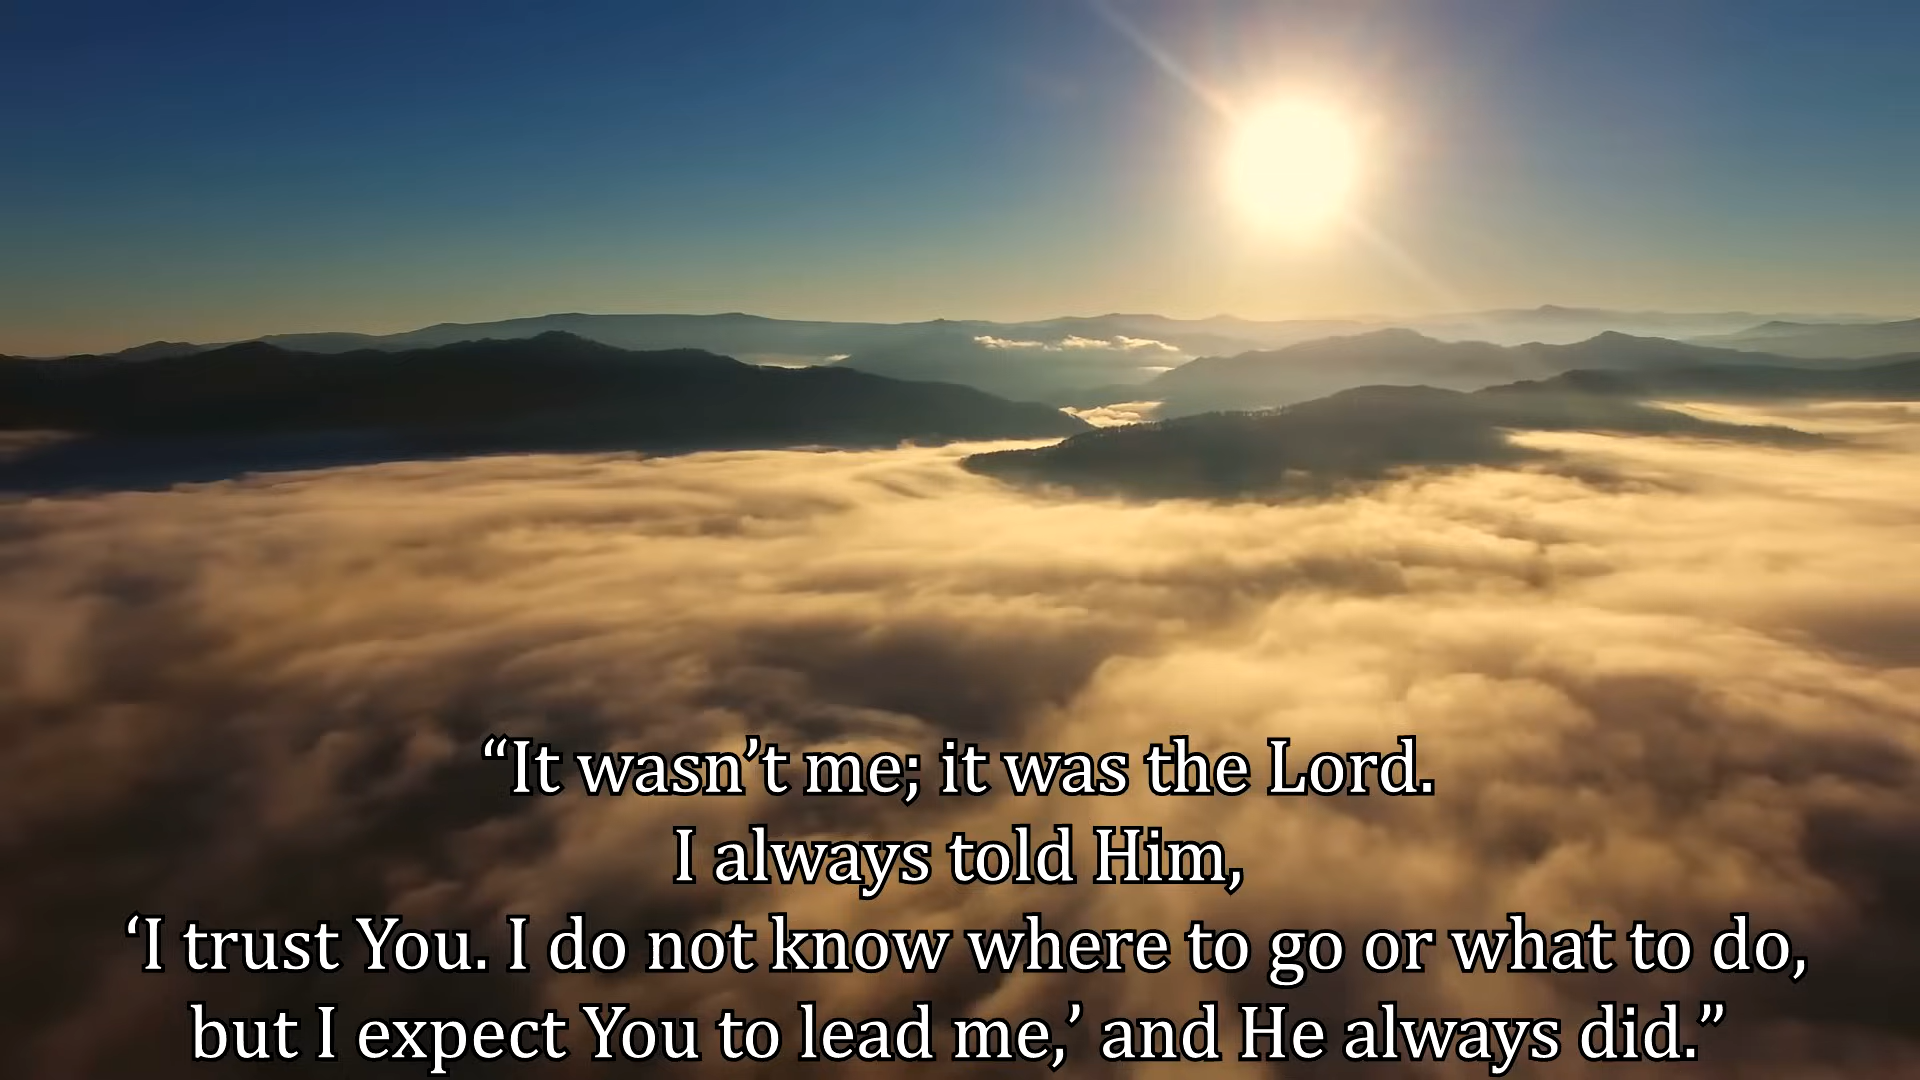 “It wasn’t me; it was the Lord.
I always told Him,
‘I trust You. I do not know where to go or what to do,
but I expect You to lead me,’ and He always did.”